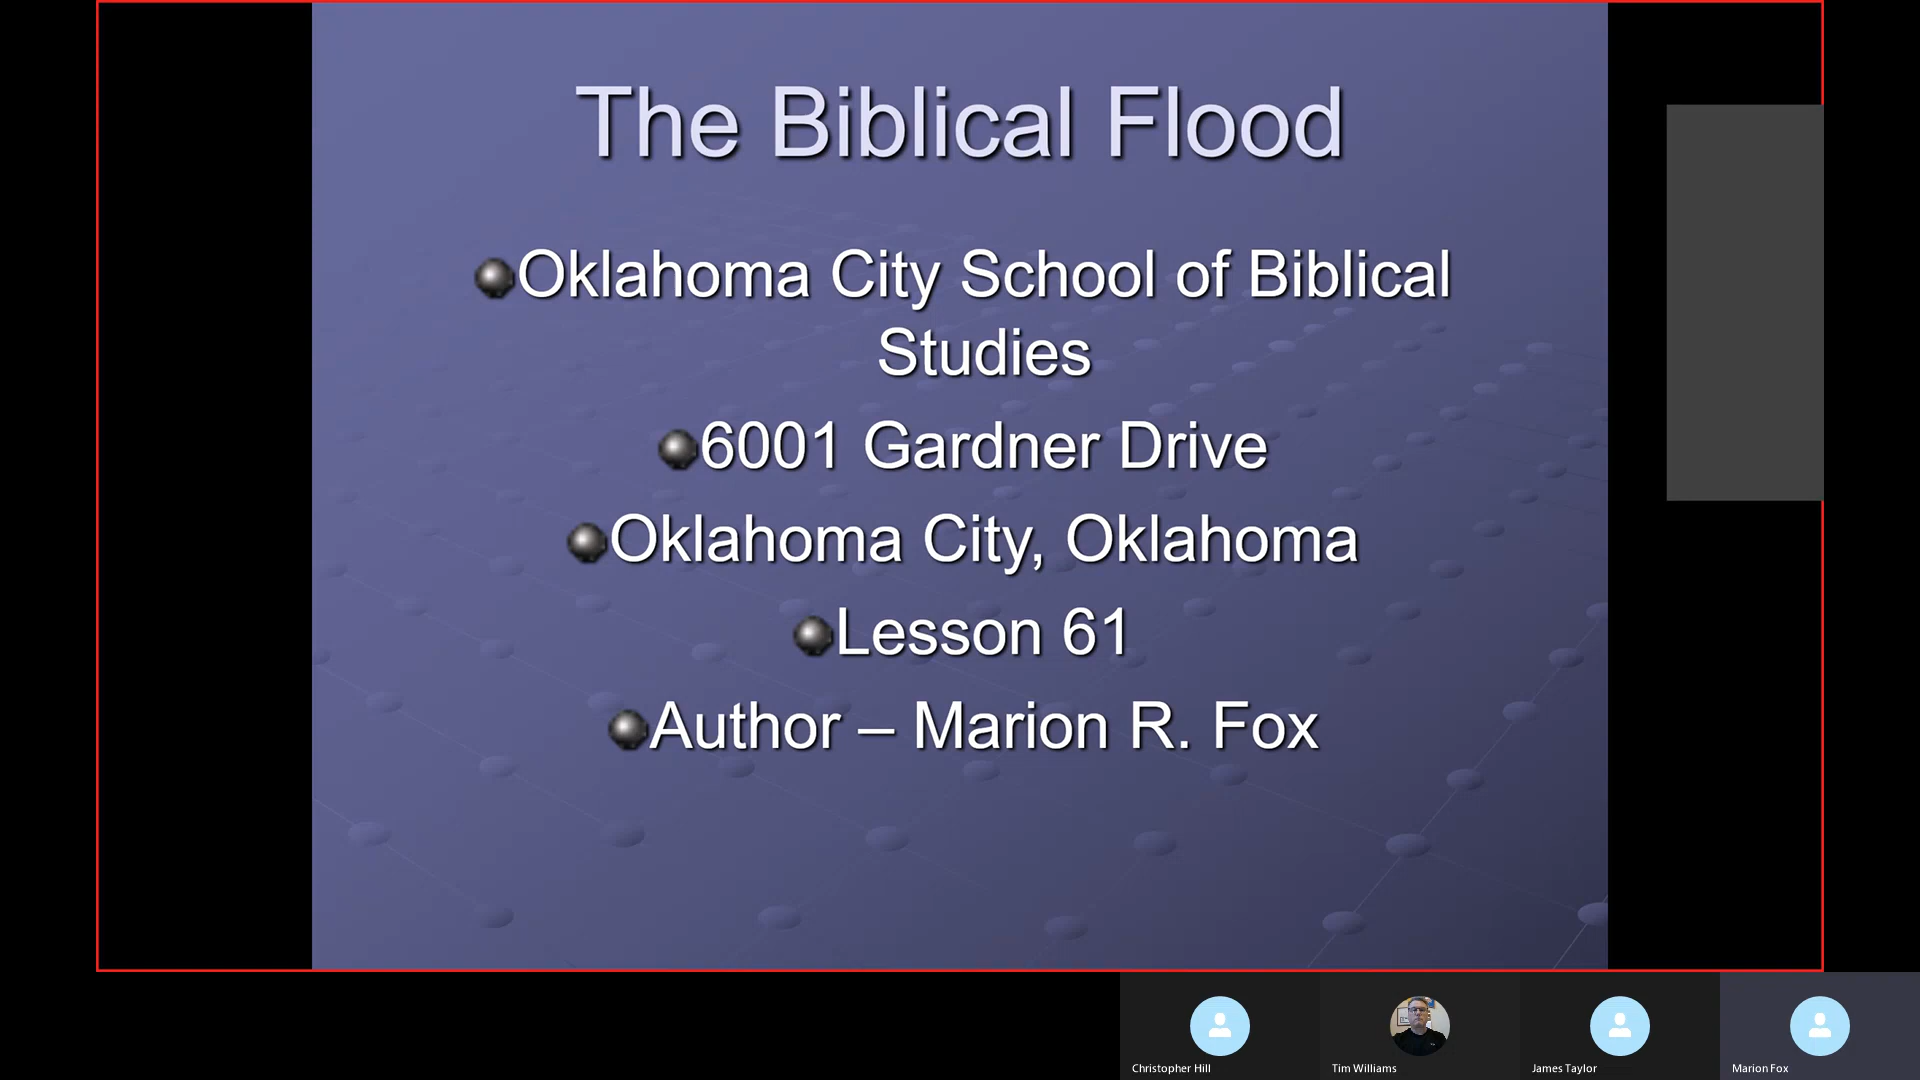 The Biblical Flood
Oklahoma City School of Biblical
Studies
6001 Gardner Drive
Oklahoma City, Oklahoma
Lesson 61
Author – Marion R. Fox
Christopher Hill
Tim Williams
James Taylor
Marion Fox